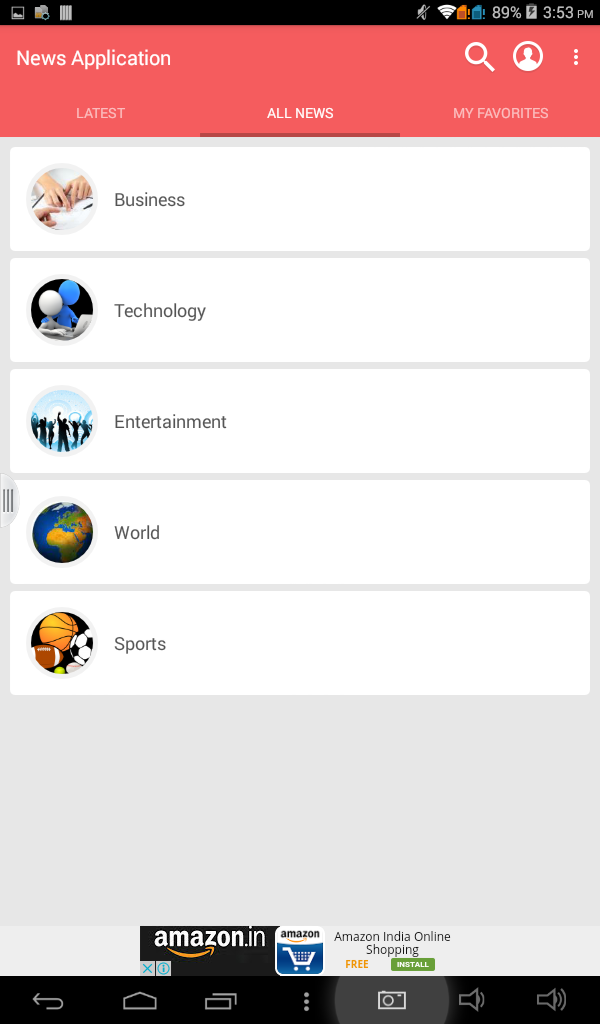 89% 3:53 PM
News Application
LATEST ALL NEWS MY FAVORITES
Business
Technology
Entertainment
World
Sports
amazon.in
amazon
Amazon India Online
Shopping
FREE INSTALL